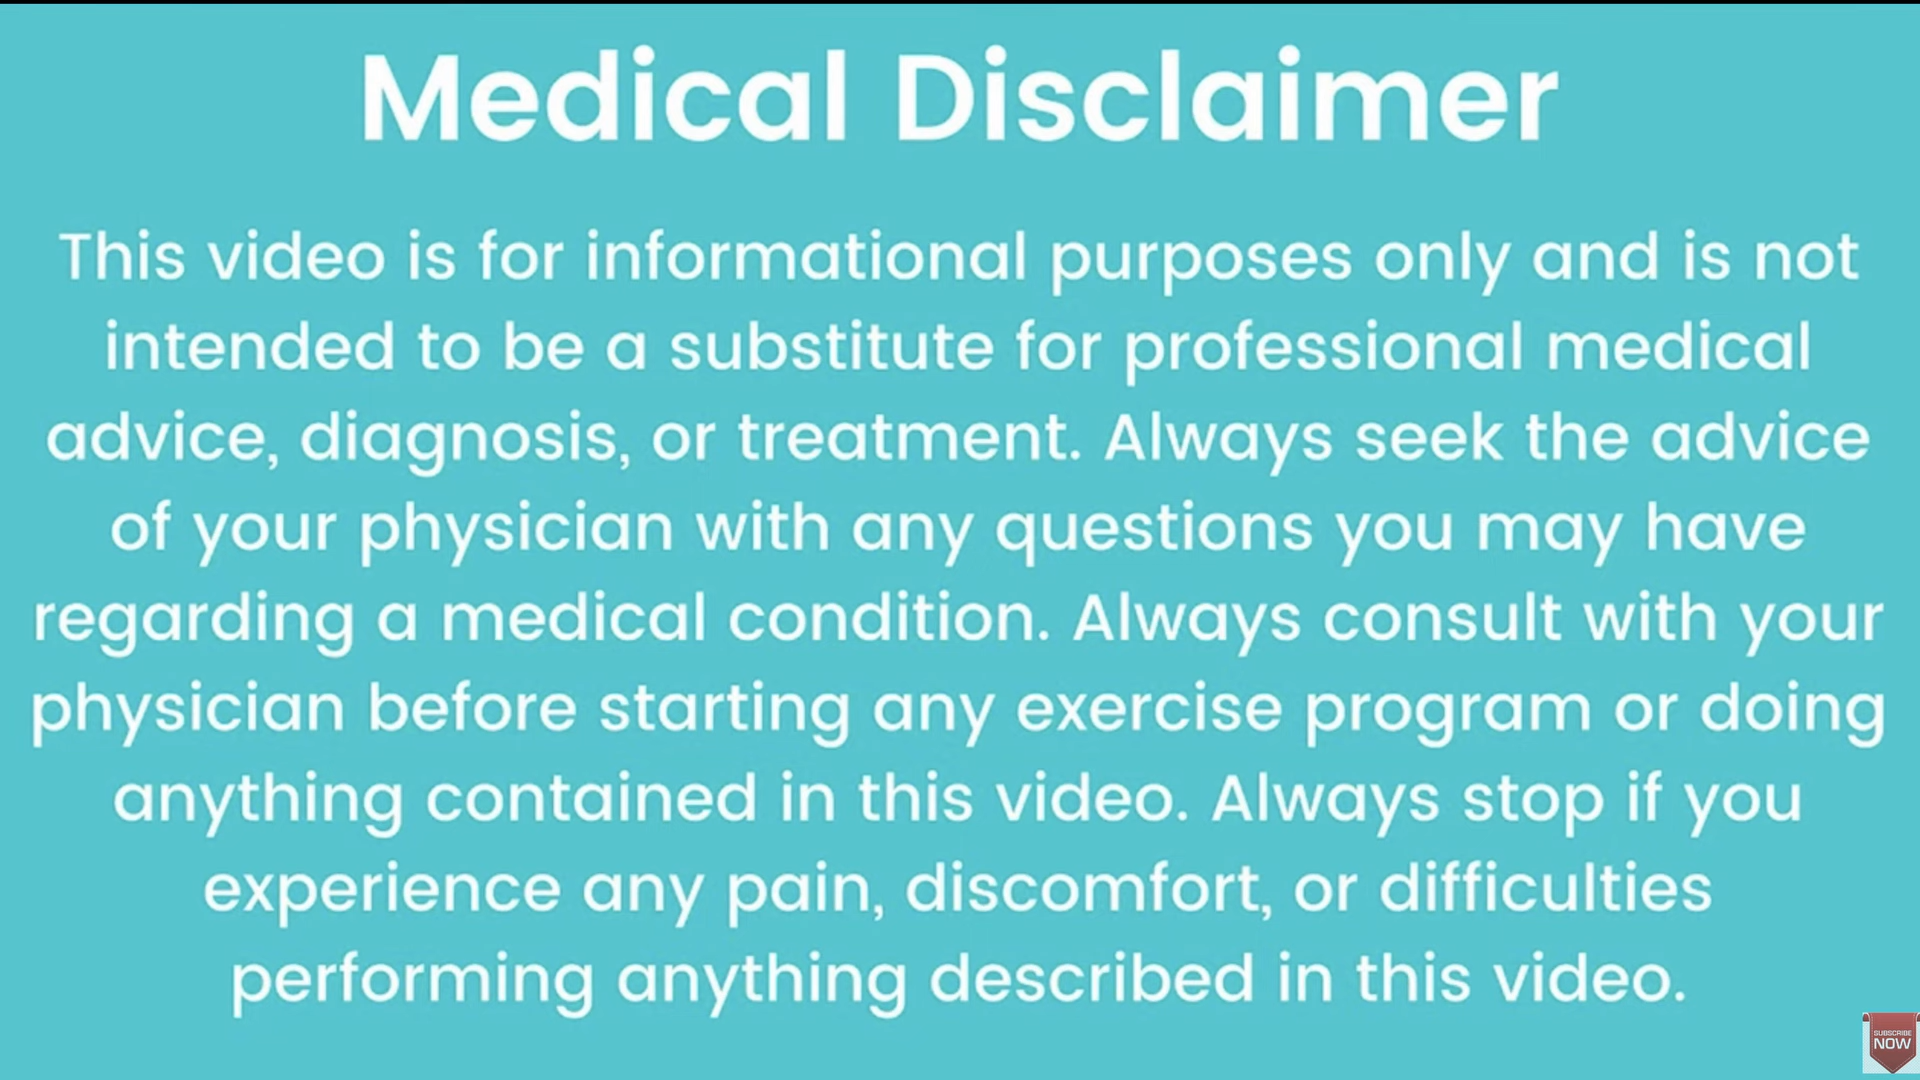 Medical Disclaimer
This video is for informational purposes only and is not
intended to be a substitute for professional medical
advice, diagnosis, or treatment. Always seek the advice
of your physician with any questions you may have
regarding a medical condition. Always consult with your
physician before starting any exercise program or doing
anything contained in this video. Always stop if you
experience any pain, discomfort, or difficulties
performing anything described in this video.
SUBSCRIBE
NOW